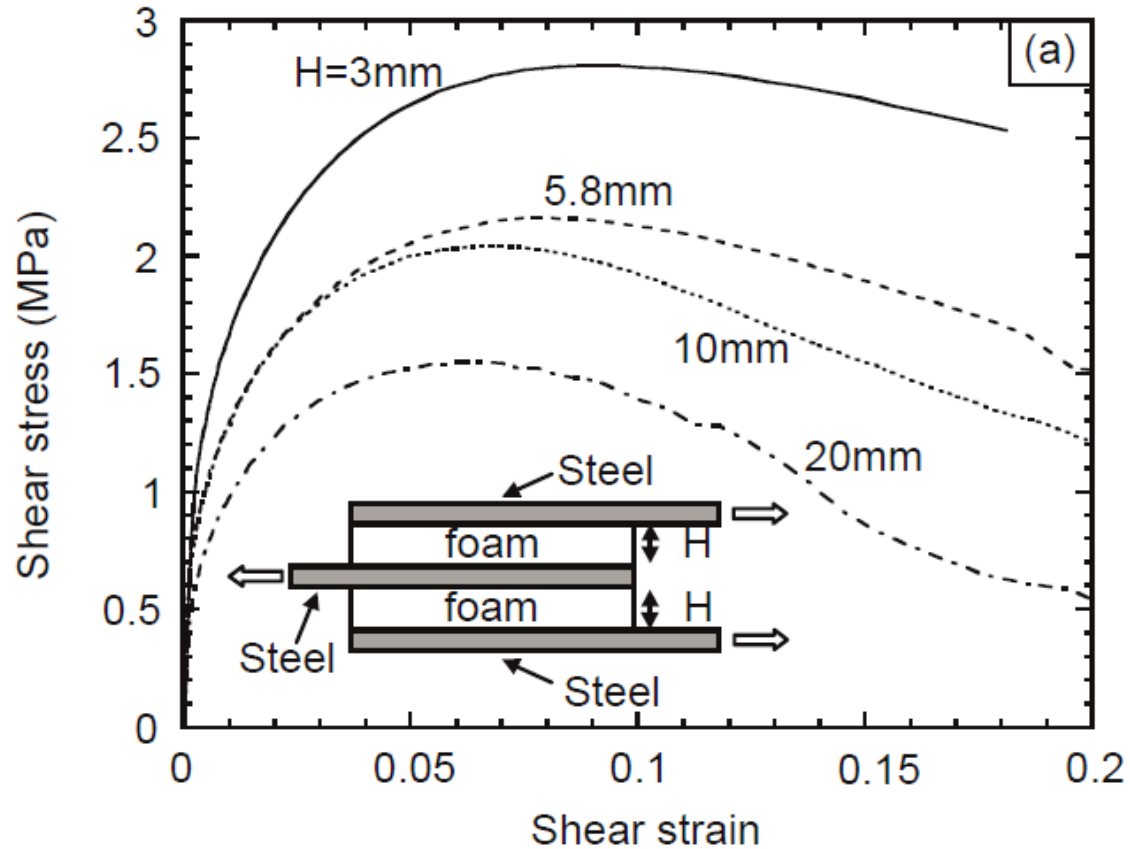 (a)
3
2.5
2
1.5
1
0.5
0
Shear stress (MPa)
H=3mm
5.8mm
10mm
20mm
Steel
foam
H
foam
H
Steel
Steel
0
0.05
0.1
0.15
0.2
Shear strain